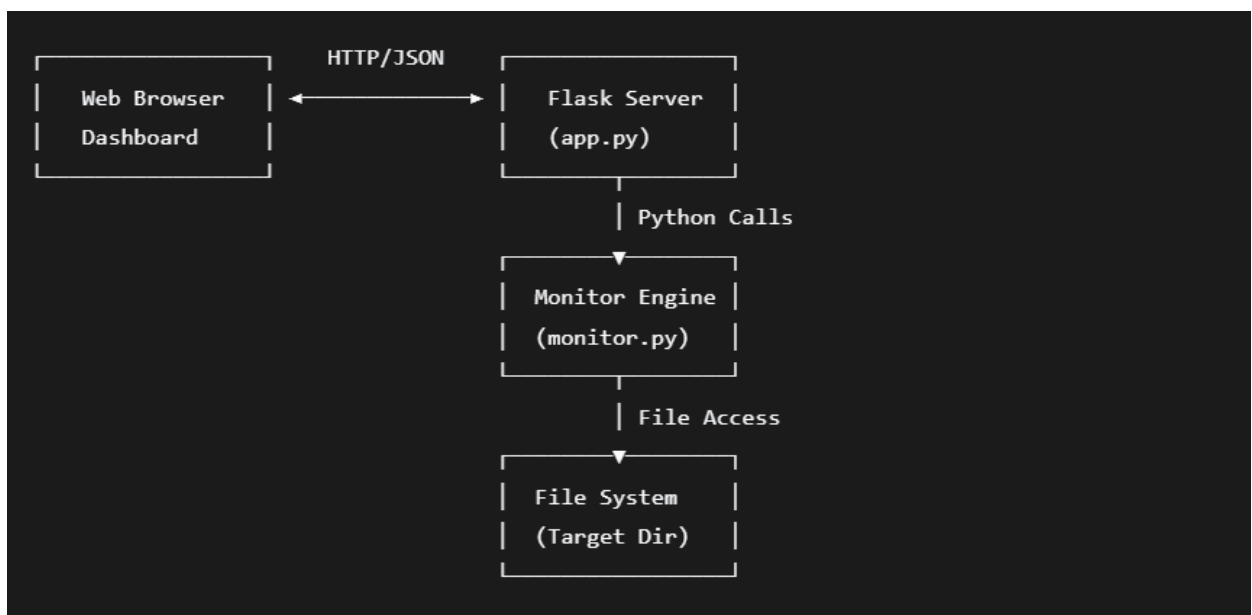 HTTP/JSON
Web Browser
Dashboard
Flask Server
(app.py)
Python Calls
Monitor Engine
(monitor.py)
File Access
File System
(Target Dir)